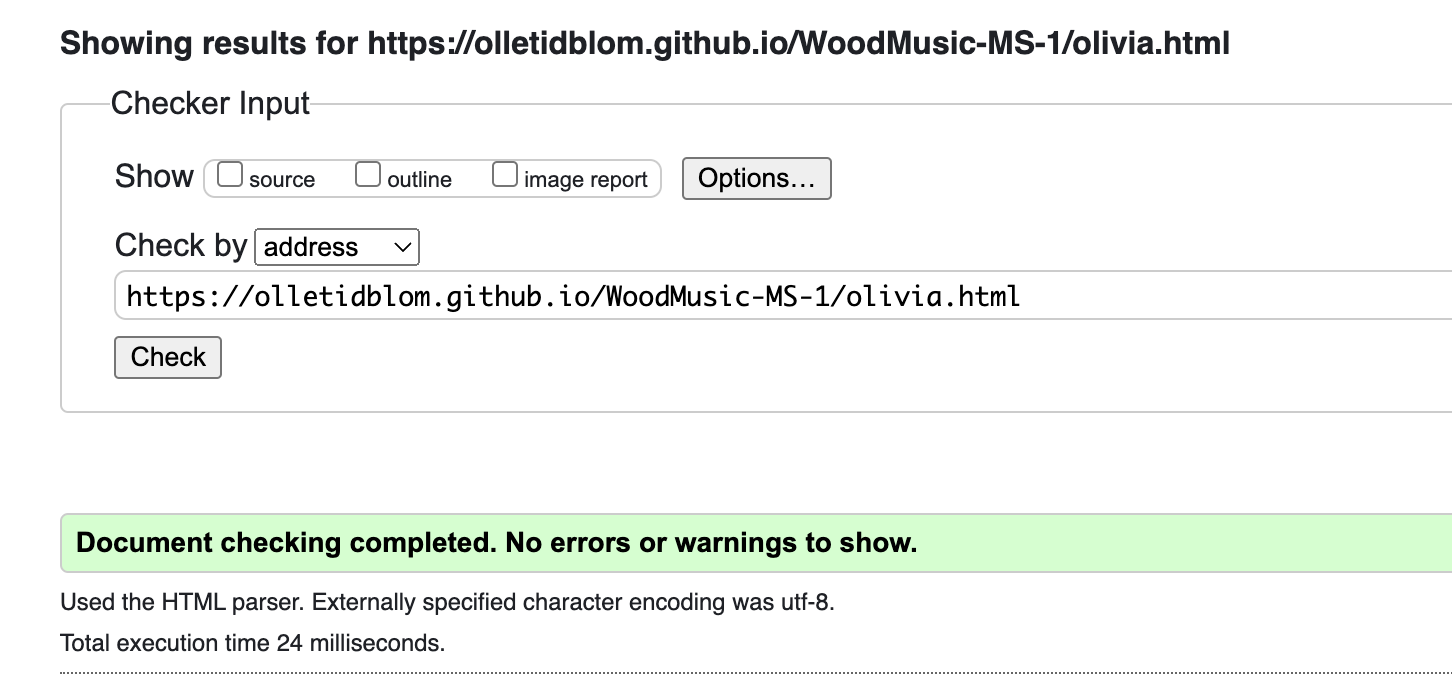 Showing results for https://olletidblom.github.io/WoodMusic-MS-1/olivia.html
Checker Input
Show source outline image report Options...
Check by address
https://olletidblom.github.io/WoodMusic-MS-1/olivia.html
Check
Document checking completed. No errors or warnings to show.
Used the HTML parser. Externally specified character encoding was utf-8.
Total execution time 24 milliseconds.